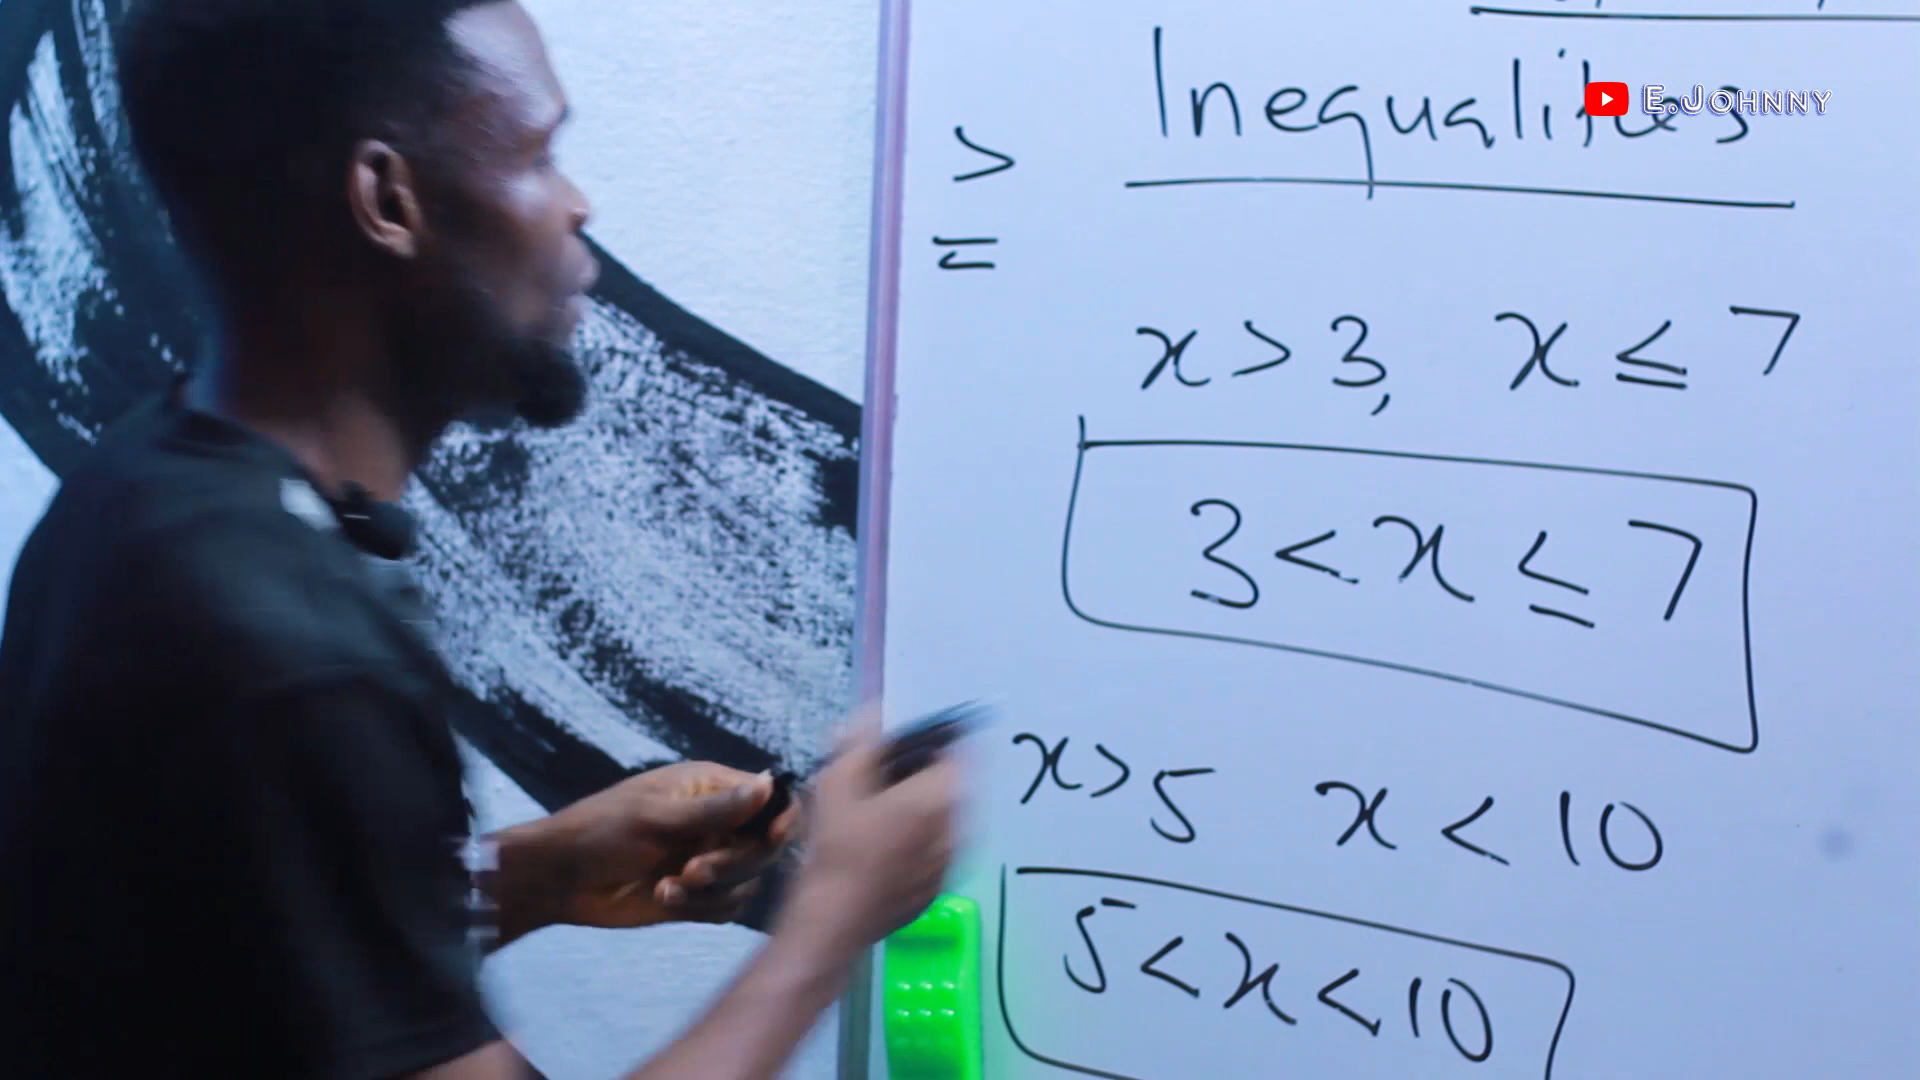 E.Johnny
Inequalities
>
=
x > 3, x ≤ 7
3 < x ≤ 7
x > 5 x < 10
5 < x < 10